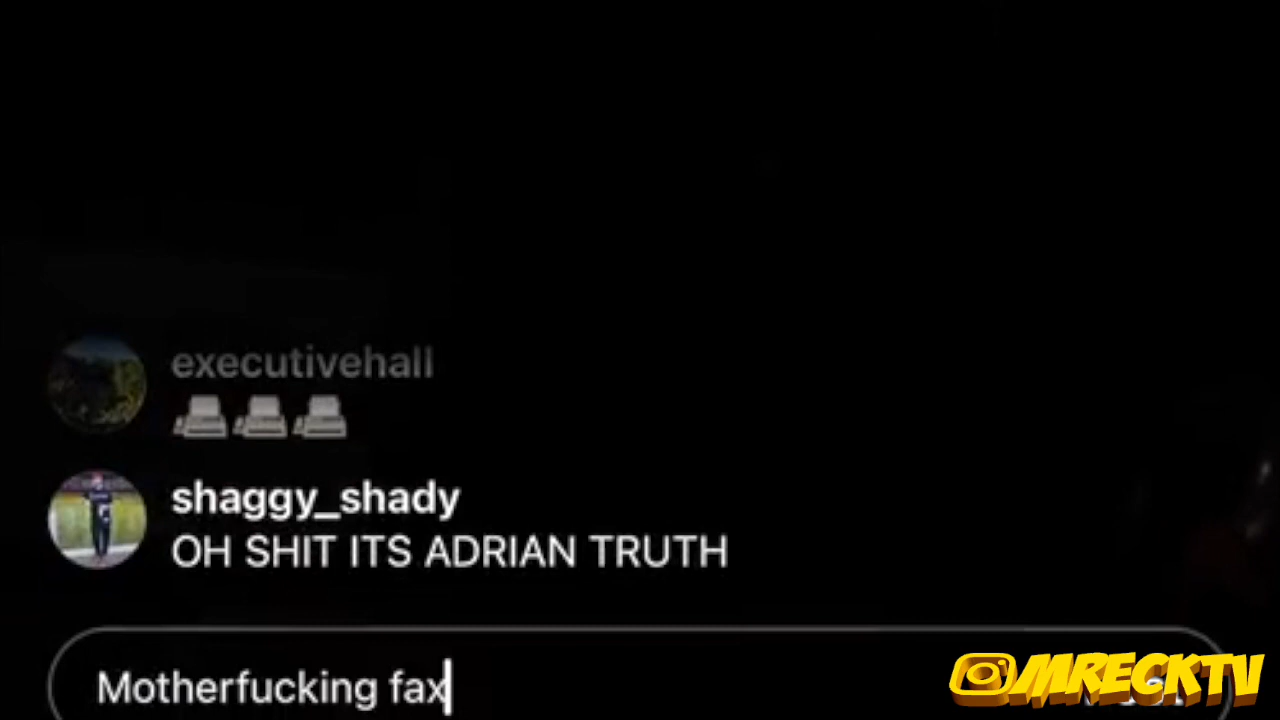 executivehall
📠📠📠
shaggy_shady
OH SHIT ITS ADRIAN TRUTH
Motherfucking fax
MRECKTV